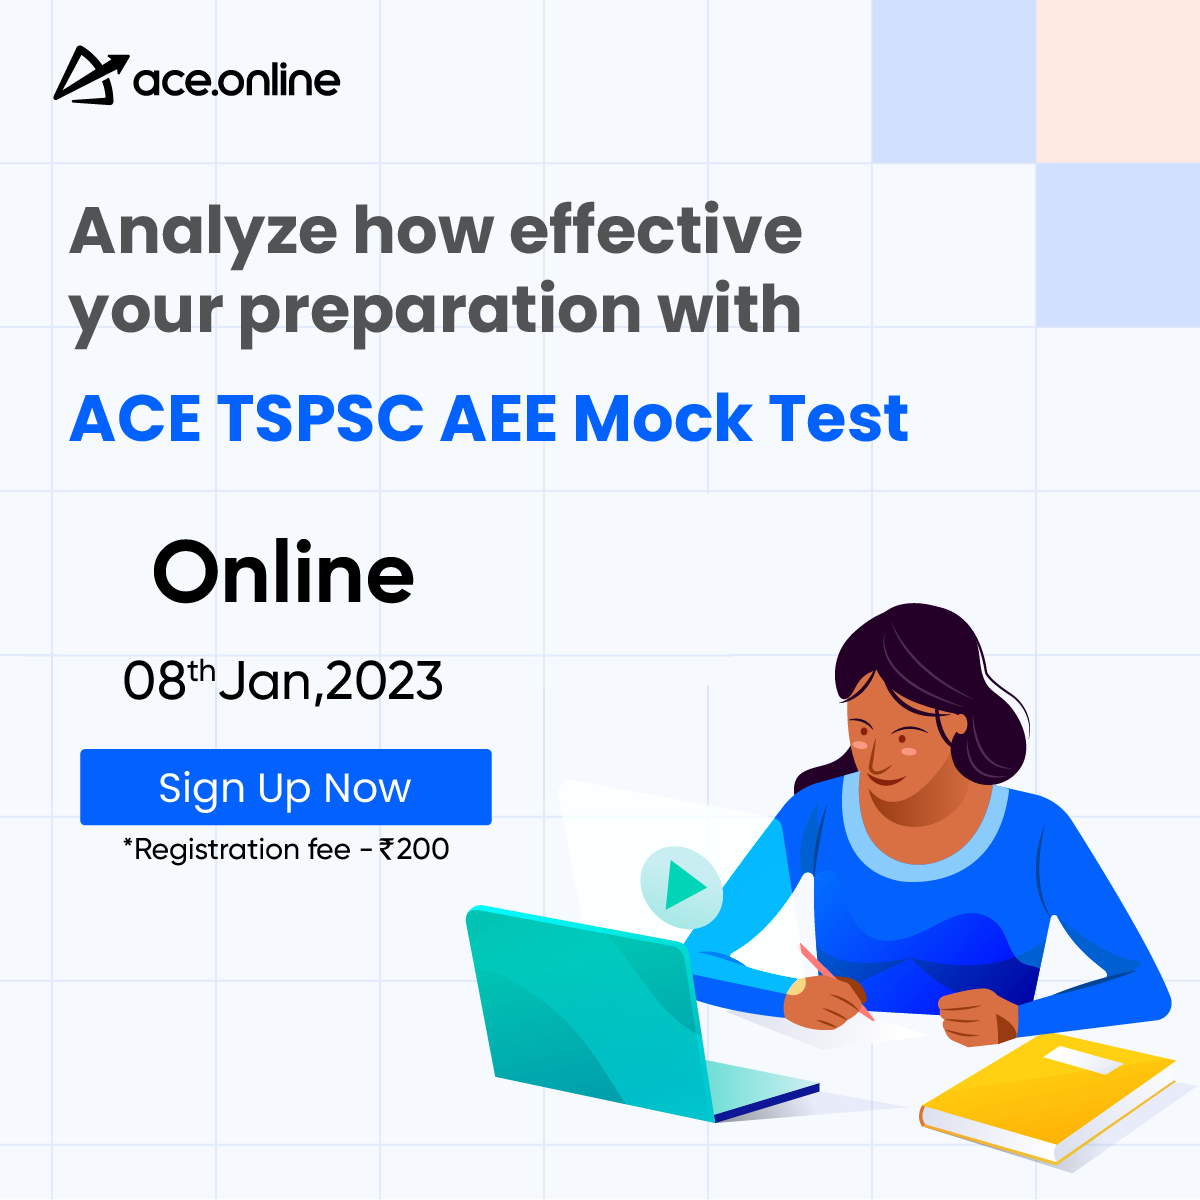 ace.online
Analyze how effective
your preparation with
ACE TSPSC AEE Mock Test
Online
08th Jan,2023
Sign Up Now
*Registration fee - ₹200